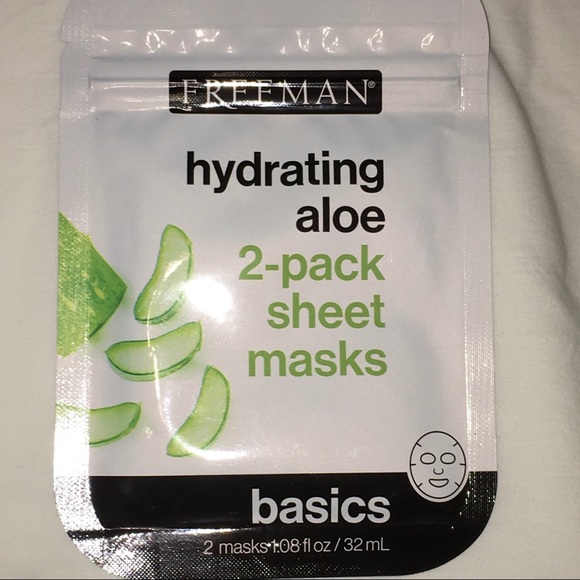 FREEMAN®
hydrating
aloe
2-pack
sheet
masks
basics
2 masks•1.08 fl oz / 32 mL